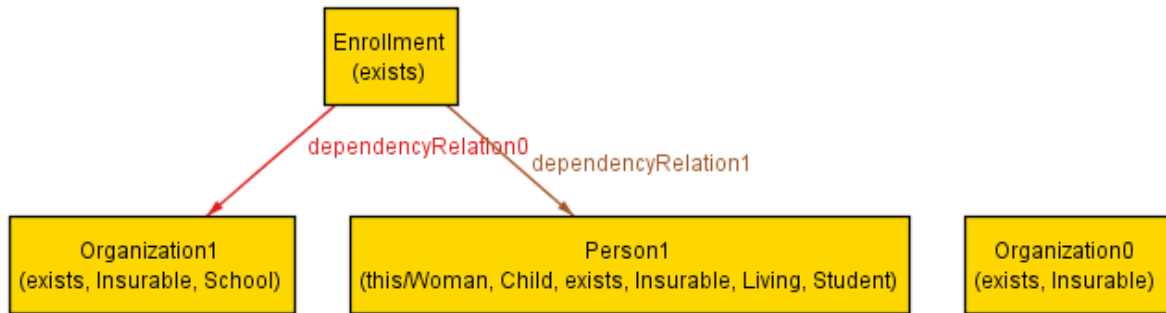 Enrollment
(exists)
dependencyRelation0
dependencyRelation1
Organization1
(exists, Insurable, School)
Person1
(this/Woman, Child, exists, Insurable, Living, Student)
Organization0
(exists, Insurable)